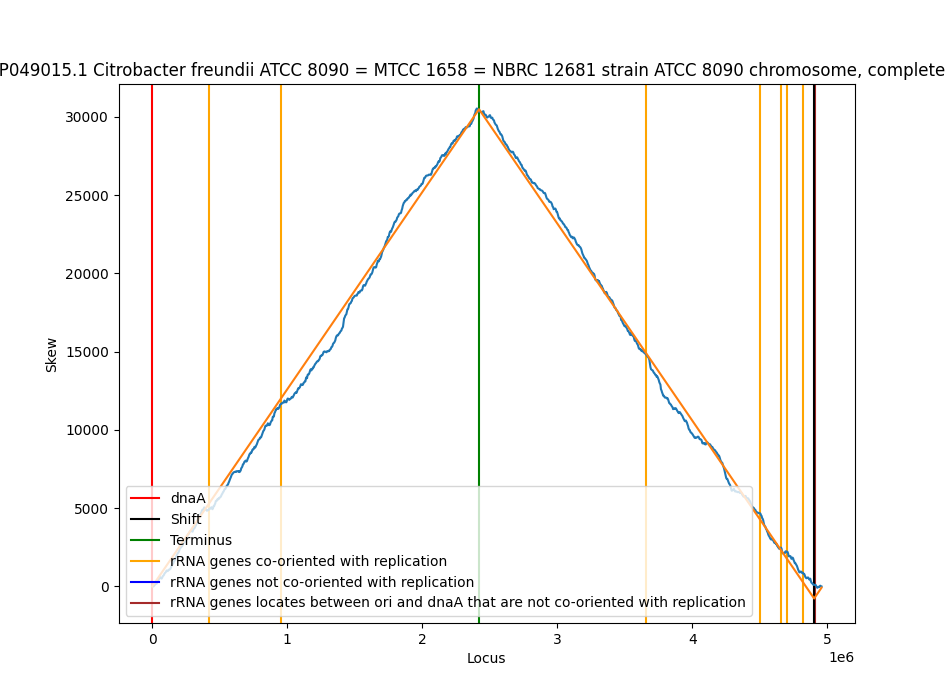 P049015.1 Citrobacter freundii ATCC 8090 = MTCC 1658 = NBRC 12681 strain ATCC 8090 chromosome, complete
30000
25000
20000
15000
10000
5000
0
Skew
dnaA
Shift
Terminus
rRNA genes co-oriented with replication
rRNA genes not co-oriented with replication
rRNA genes locates between ori and dnaA that are not co-oriented with replication
0 1 2 3 4 5
1e6
Locus